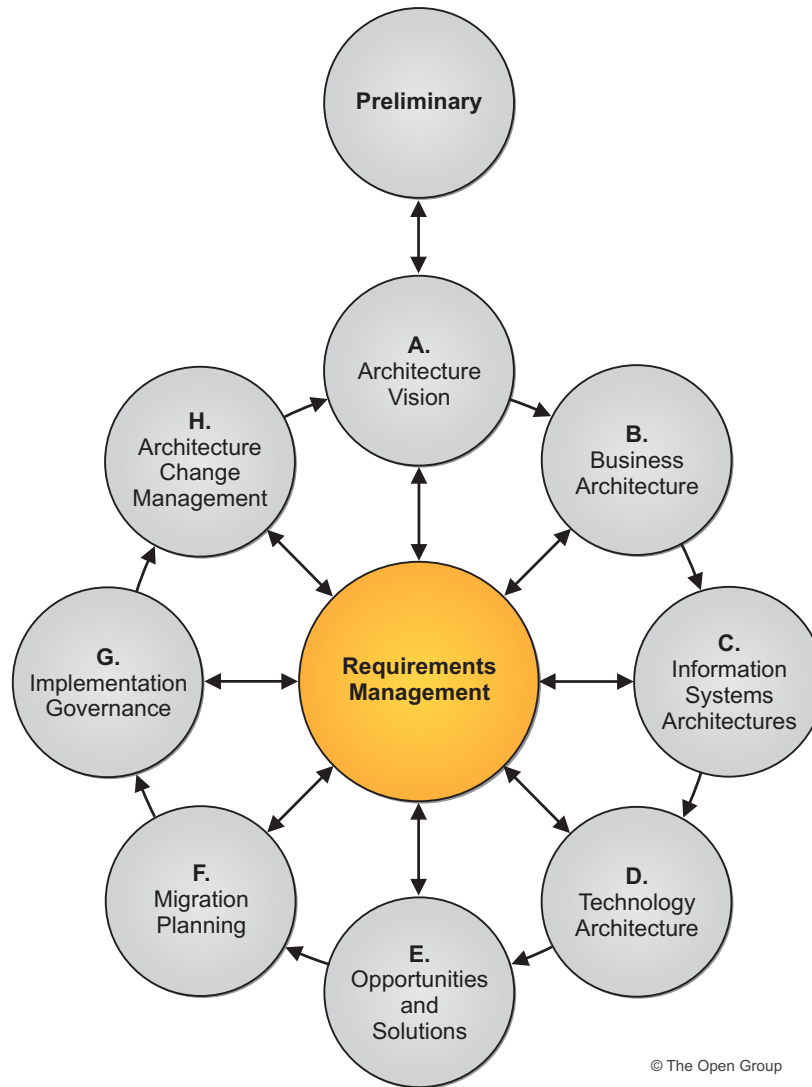 Preliminary
A.
Architecture
Vision
B.
Business
Architecture
C.
Information
Systems
Architectures
D.
Technology
Architecture
E.
Opportunities
and
Solutions
F.
Migration
Planning
G.
Implementation
Governance
H.
Architecture
Change
Management
Requirements
Management
© The Open Group